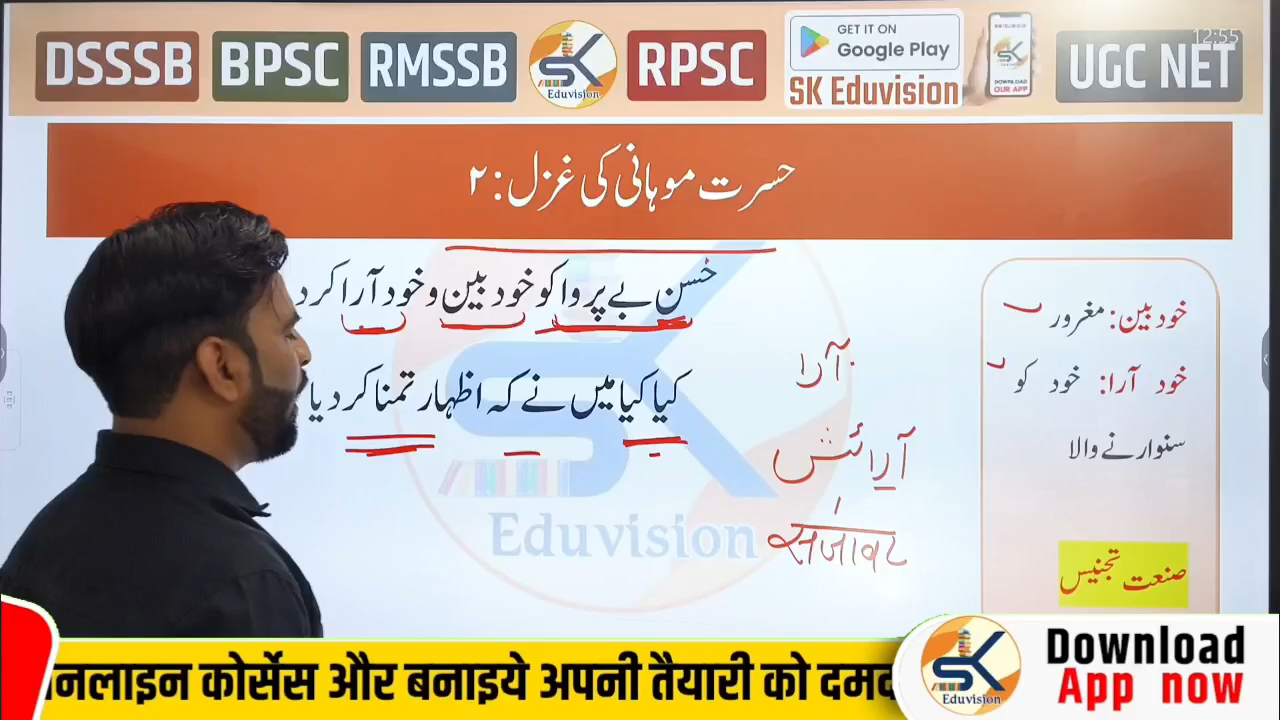 DSSSB BPSC RMSSB SK Eduvision RPSC GET IT ON Google Play SK Eduvision DOWNLOAD OUR APP UGC NET 12:55
حسرت موہانی کی غزل: ۲
حُسنِ بے پروا کو خود بین و خود آرا کرد
کیا کیا میں نے کہ اظہارِ تمنا کر دیا
آرا
آرائش
सजावट
خود بین: مغرور
خود آرا: خود کو
سنوارنے والا
صنعت تجنیس
SK
Eduvision
नलाइन कोर्सेस और बनाइये अपनी तैयारी को दमद
SK Eduvision
Download
App now